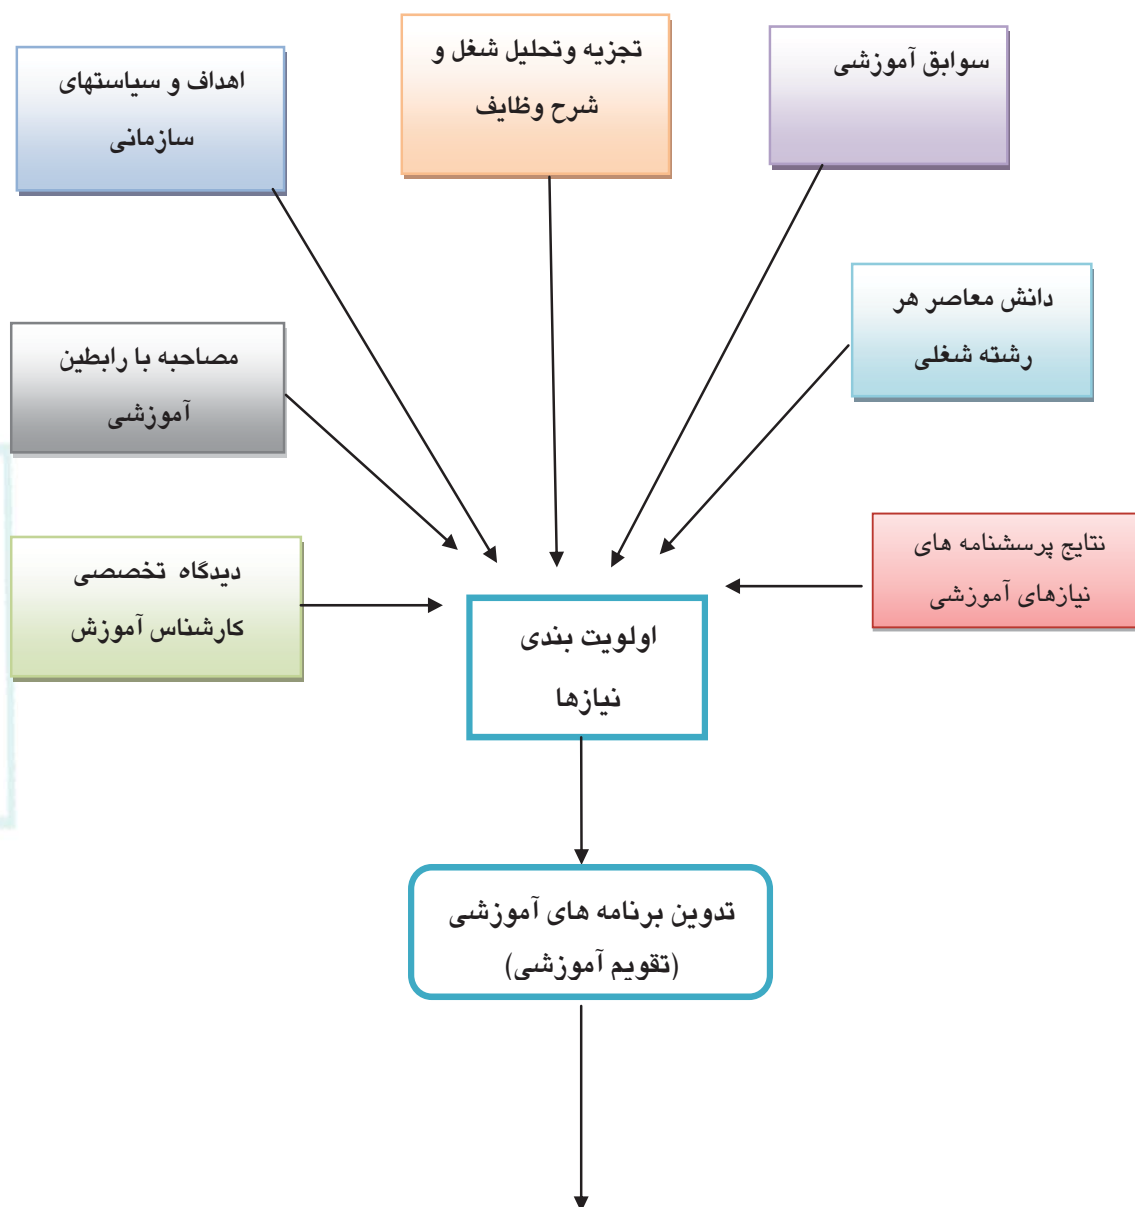 سوابق آموزشی
تجزیه وتحلیل شغل و
شرح وظایف
اهداف و سیاستهای
سازمانی
دانش معاصر هر
رشته شغلی
مصاحبه با رابطین
آموزشی
نتایج پرسشنامه های
نیازهای آموزشی
دیدگاه تخصصی
کارشناس آموزش
اولویت بندی
نیازها
تدوین برنامه های آموزشی
(تقویم آموزشی)